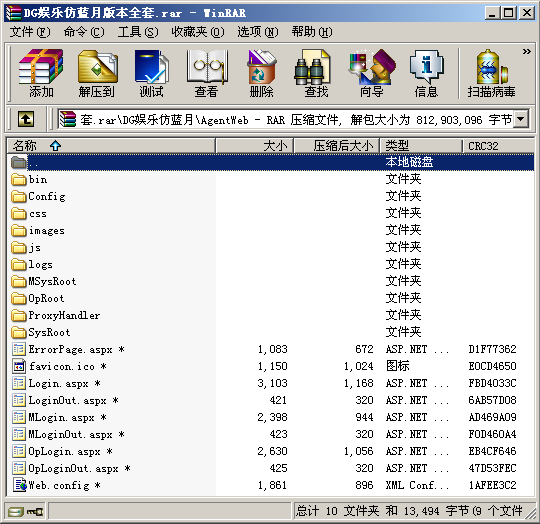 DG娱乐仿蓝月版本全套.rar - WinRAR
文件(F) 命令(C) 工具(S) 收藏夹(O) 选项(N) 帮助(H)
添加 解压到 测试 查看 删除 查找 向导 信息 扫描病毒
套.rar\DG娱乐仿蓝月\AgentWeb - RAR 压缩文件, 解包大小为 812,903,096 字节
名称 大小 压缩后大小 类型 CRC32
.. 本地磁盘
bin 文件夹
Config 文件夹
css 文件夹
images 文件夹
js 文件夹
logs 文件夹
MSysRoot 文件夹
OpRoot 文件夹
ProxyHandler 文件夹
SysRoot 文件夹
ErrorPage.aspx * 1,083 672 ASP.NET ... D1F77362
favicon.ico * 1,150 1,024 图标 E0CD4650
Login.aspx * 3,103 1,168 ASP.NET ... FBD4033C
LoginOut.aspx * 421 320 ASP.NET ... 6AB57D08
MLogin.aspx * 2,398 944 ASP.NET ... AD469A09
MLoginOut.aspx * 423 320 ASP.NET ... F0D460A4
OpLogin.aspx * 2,630 1,056 ASP.NET ... EB4CF646
OpLoginOut.aspx * 425 320 ASP.NET ... 47D53FEC
Web.config * 1,861 896 XML Conf... 1AFEE3C2
总计 10 文件夹 和 13,494 字节(9 个文件